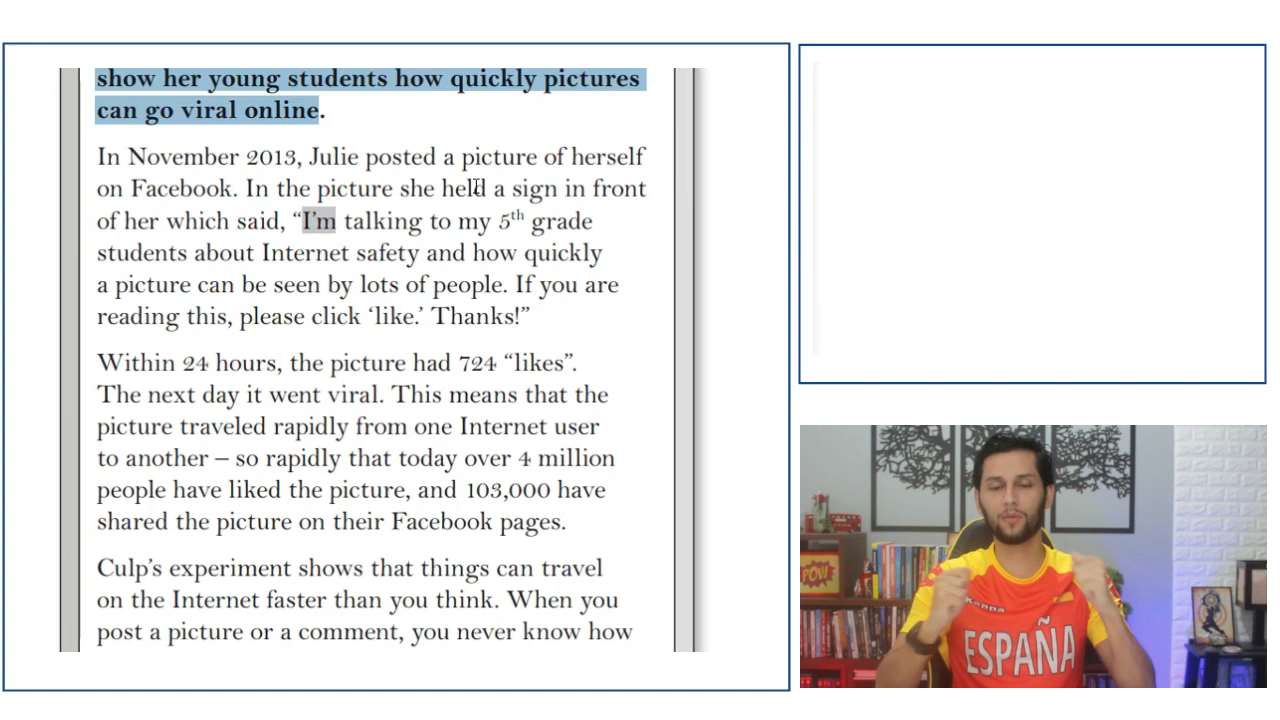 show her young students how quickly pictures
can go viral online.
In November 2013, Julie posted a picture of herself
on Facebook. In the picture she held a sign in front
of her which said, “I’m talking to my 5th grade
students about Internet safety and how quickly
a picture can be seen by lots of people. If you are
reading this, please click ‘like.’ Thanks!”
Within 24 hours, the picture had 724 “likes”.
The next day it went viral. This means that the
picture traveled rapidly from one Internet user
to another – so rapidly that today over 4 million
people have liked the picture, and 103,000 have
shared the picture on their Facebook pages.
Culp’s experiment shows that things can travel
on the Internet faster than you think. When you
post a picture or a comment, you never know how
POW!
Kappa
ESPAÑA